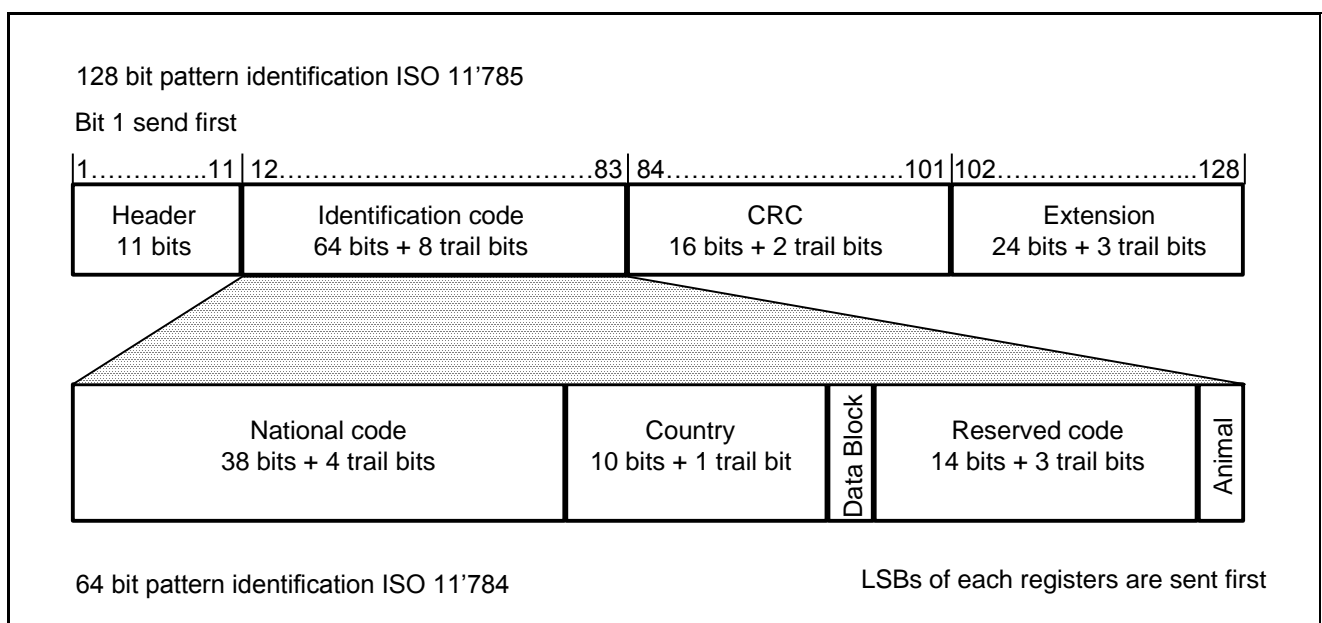 128 bit pattern identification ISO 11'785
Bit 1 send first
1…………..11 12……………..…………………83 84……………………….101 102…………………...128
Header
11 bits
Identification code
64 bits + 8 trail bits
CRC
16 bits + 2 trail bits
Extension
24 bits + 3 trail bits
National code
38 bits + 4 trail bits
Country
10 bits + 1 trail bit
Data Block
Reserved code
14 bits + 3 trail bits
Animal
64 bit pattern identification ISO 11'784
LSBs of each registers are sent first